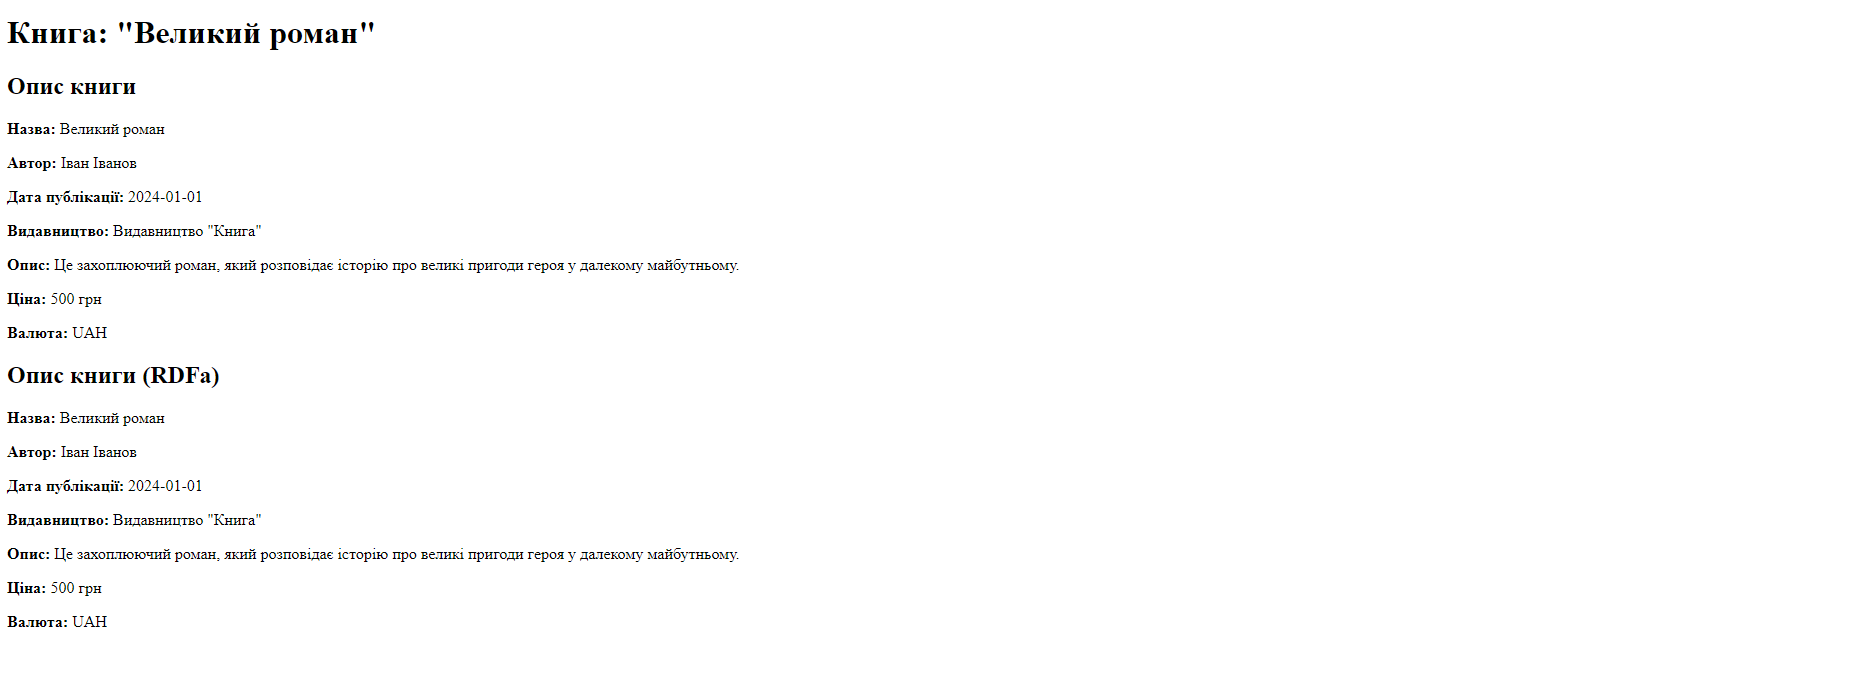 Книга: "Великий роман"
Опис книги
Назва: Великий роман
Автор: Іван Іванов
Дата публікації: 2024-01-01
Видавництво: Видавництво "Книга"
Опис: Це захоплюючий роман, який розповідає історію про великі пригоди героя у далекому майбутньому.
Ціна: 500 грн
Валюта: UAH
Опис книги (RDFa)
Назва: Великий роман
Автор: Іван Іванов
Дата публікації: 2024-01-01
Видавництво: Видавництво "Книга"
Опис: Це захоплюючий роман, який розповідає історію про великі пригоди героя у далекому майбутньому.
Ціна: 500 грн
Валюта: UAH